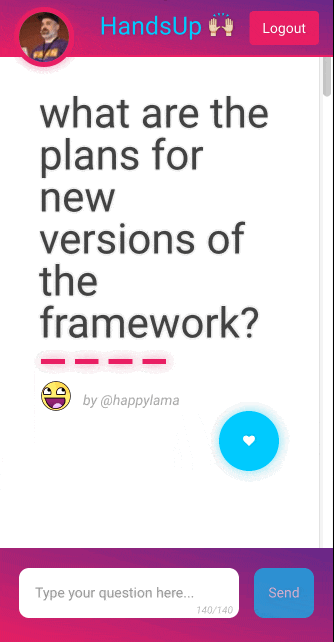 HandsUp 🙌🏼
Logout
what are the
plans for
new
versions of
the
framework?
by @happylama
Type your question here...
140/140
Send